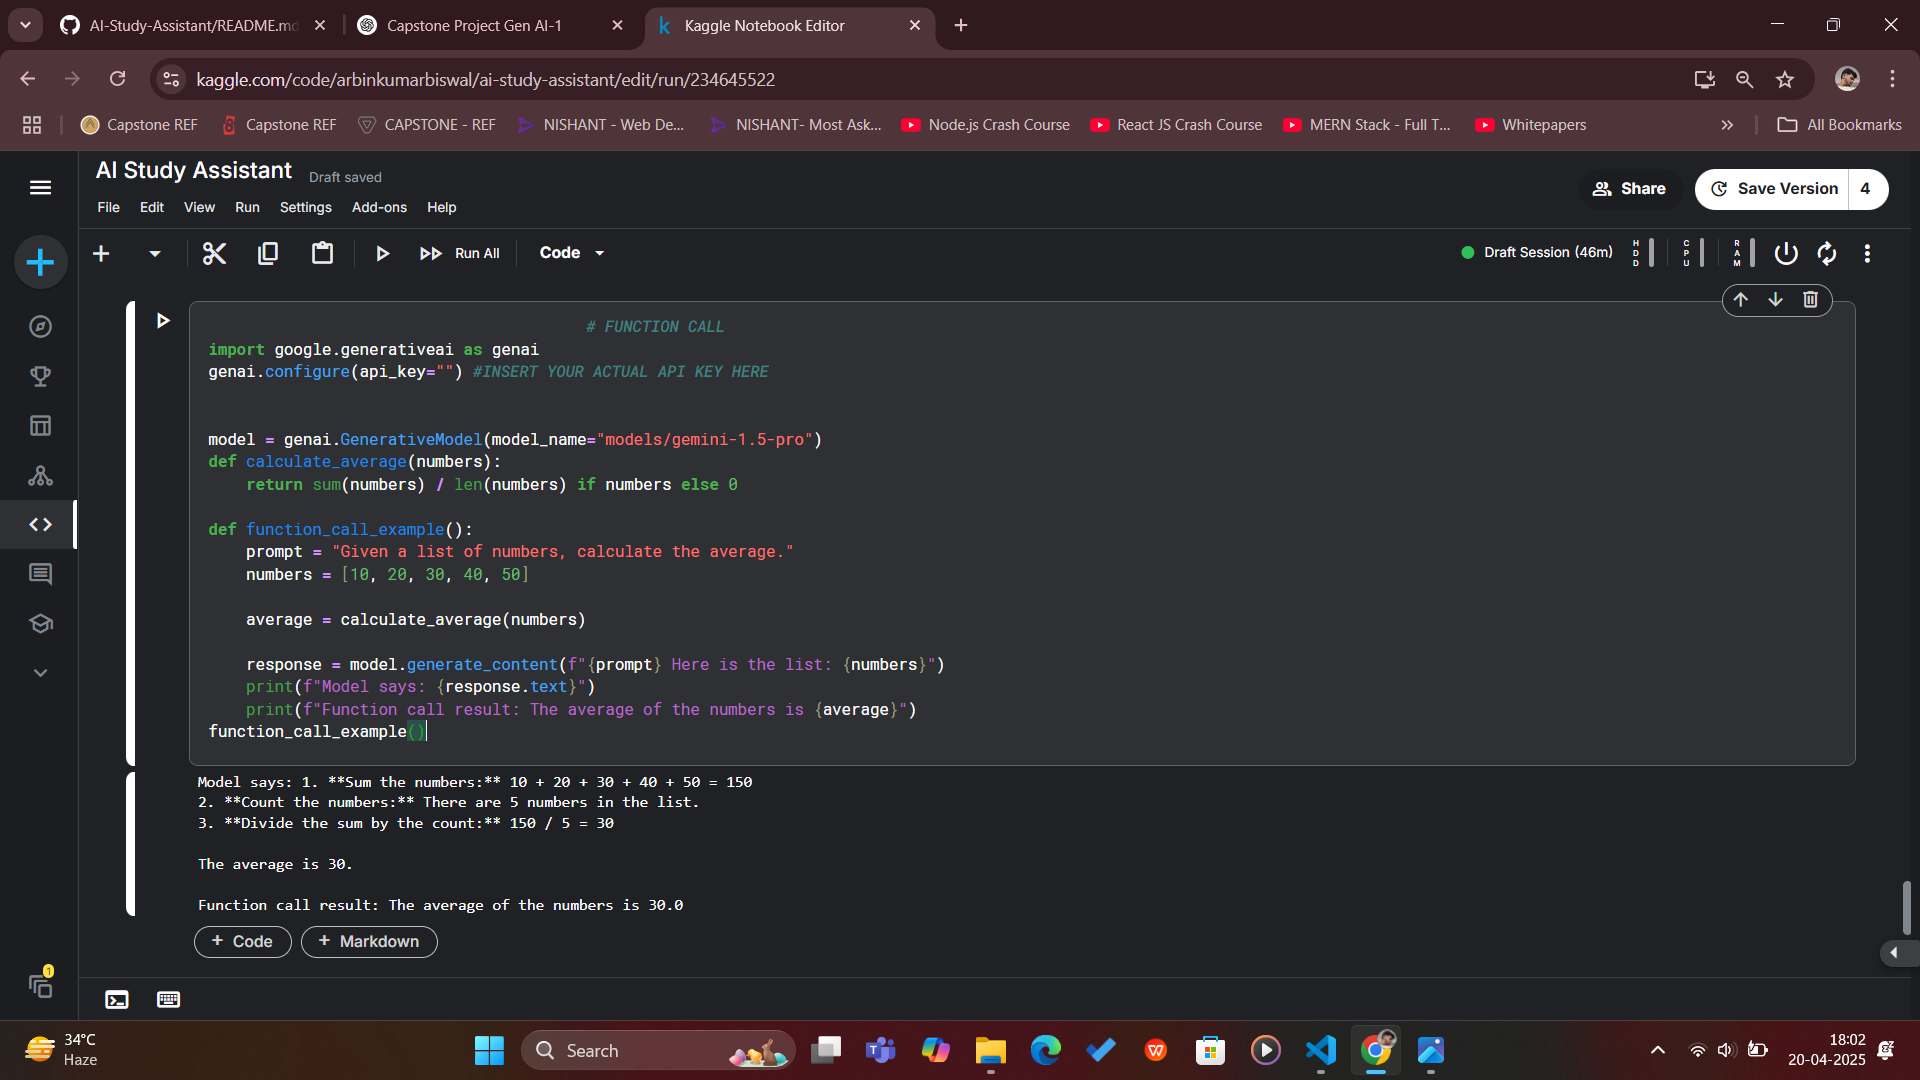 AI-Study-Assistant/README.md
Capstone Project Gen AI-1
Kaggle Notebook Editor
kaggle.com/code/arbinkumarbiswal/ai-study-assistant/edit/run/234645522
Capstone REF
Capstone REF
CAPSTONE - REF
NISHANT - Web De...
NISHANT- Most Ask...
Node.js Crash Course
React JS Crash Course
MERN Stack - Full T...
Whitepapers
All Bookmarks
AI Study Assistant
Draft saved
Share
Save Version
4
File
Edit
View
Run
Settings
Add-ons
Help
Run All
Code
Draft Session (46m)
HDD
CPU
RAM
# FUNCTION CALL
import google.generativeai as genai
genai.configure(api_key="") #INSERT YOUR ACTUAL API KEY HERE
model = genai.GenerativeModel(model_name="models/gemini-1.5-pro")
def calculate_average(numbers):
    return sum(numbers) / len(numbers) if numbers else 0
def function_call_example():
    prompt = "Given a list of numbers, calculate the average."
    numbers = [10, 20, 30, 40, 50]
    average = calculate_average(numbers)
    response = model.generate_content(f"{prompt} Here is the list: {numbers}")
    print(f"Model says: {response.text}")
    print(f"Function call result: The average of the numbers is {average}")
function_call_example()
Model says: 1. **Sum the numbers:** 10 + 20 + 30 + 40 + 50 = 150
2. **Count the numbers:** There are 5 numbers in the list.
3. **Divide the sum by the count:** 150 / 5 = 30
The average is 30.
Function call result: The average of the numbers is 30.0
+ Code
+ Markdown
1
34°C
Haze
Search
18:02
20-04-2025